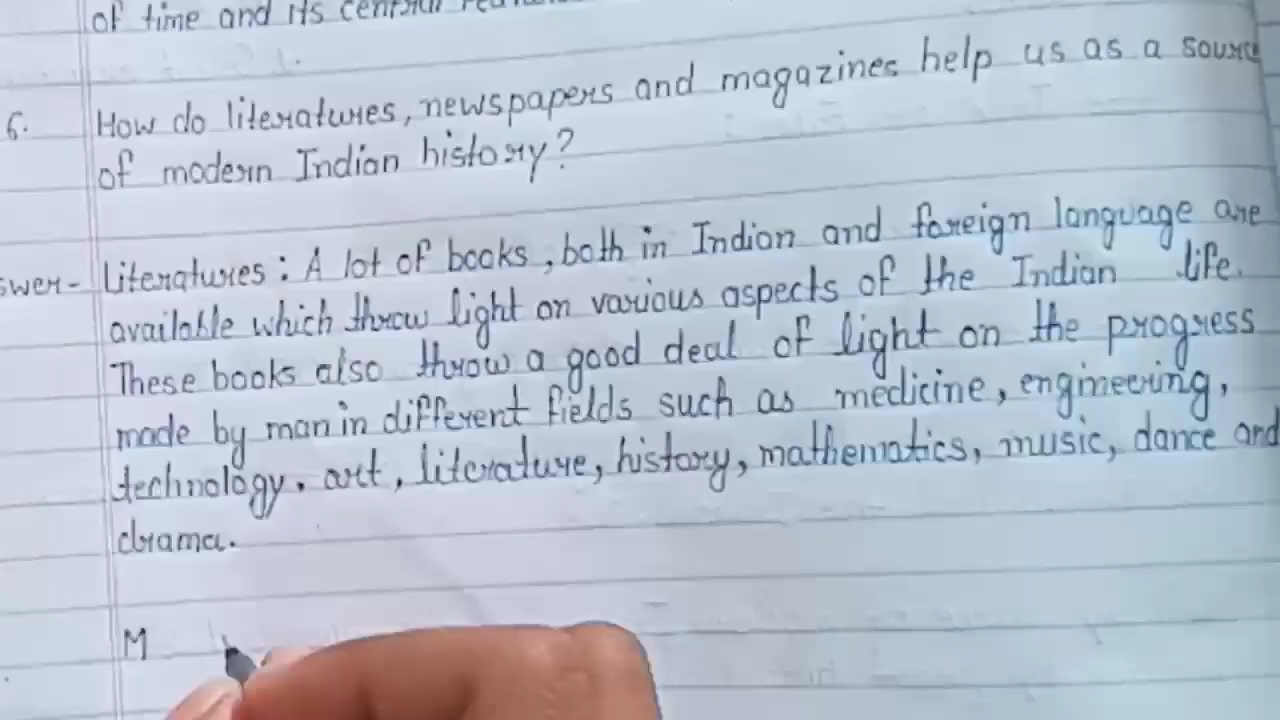 of time and its central
6. How do literatures, newspapers and magazines help us as a source
of modern Indian history?
swer- Literatures: A lot of books, both in Indian and foreign language are
available which throw light on various aspects of the Indian life.
These books also throw a good deal of light on the progress
made by man in different fields such as medicine, engineering,
technology. art, literature, history, mathematics, music, dance and
drama.
M